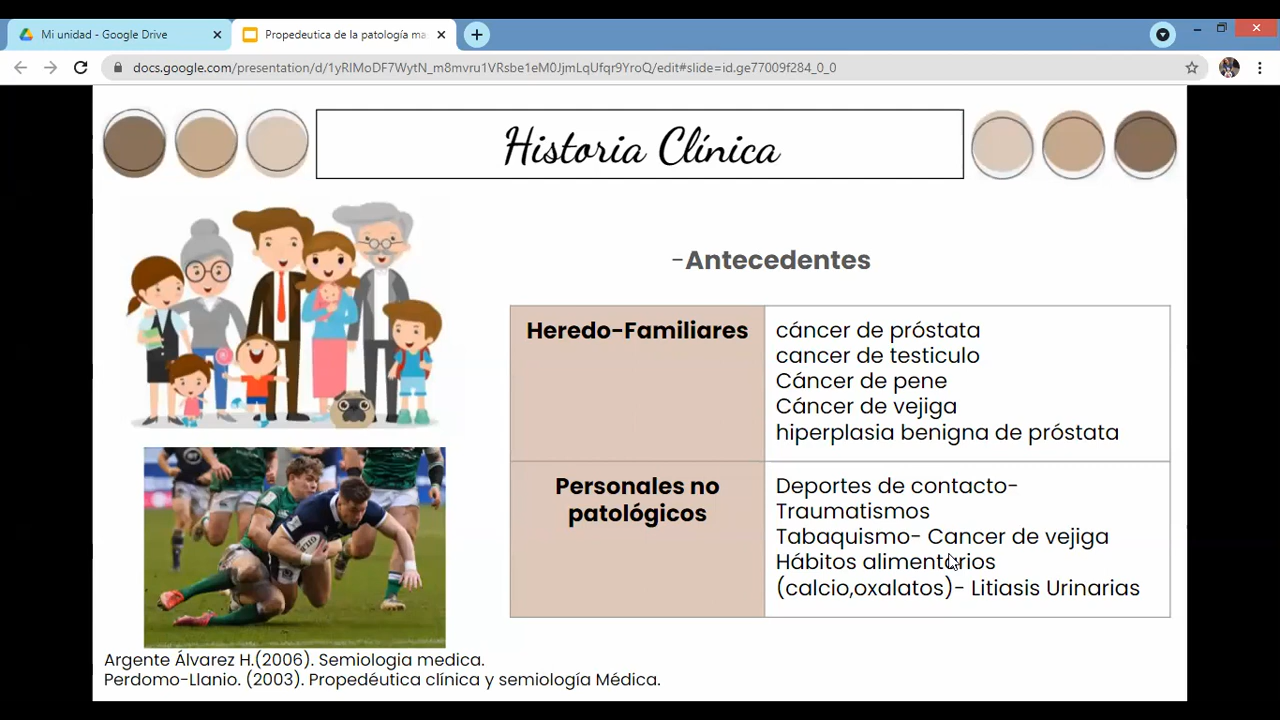 Mi unidad - Google Drive
Propedeutica de la patología ma
docs.google.com/presentation/d/1yRIMoDF7WytN_m8mvru1VRsbe1eM0JjmLqUfqr9YroQ/edit#slide=id.ge77009f284_0_0
Historia Clínica
-Antecedentes
Heredo-Familiares
cáncer de próstata
cancer de testiculo
Cáncer de pene
Cáncer de vejiga
hiperplasia benigna de próstata
Personales no
patológicos
Deportes de contacto-
Traumatismos
Tabaquismo- Cancer de vejiga
Hábitos alimentarios
(calcio,oxalatos)- Litiasis Urinarias
Argente Álvarez H.(2006). Semiologia medica.
Perdomo-Llanio. (2003). Propedéutica clínica y semiología Médica.